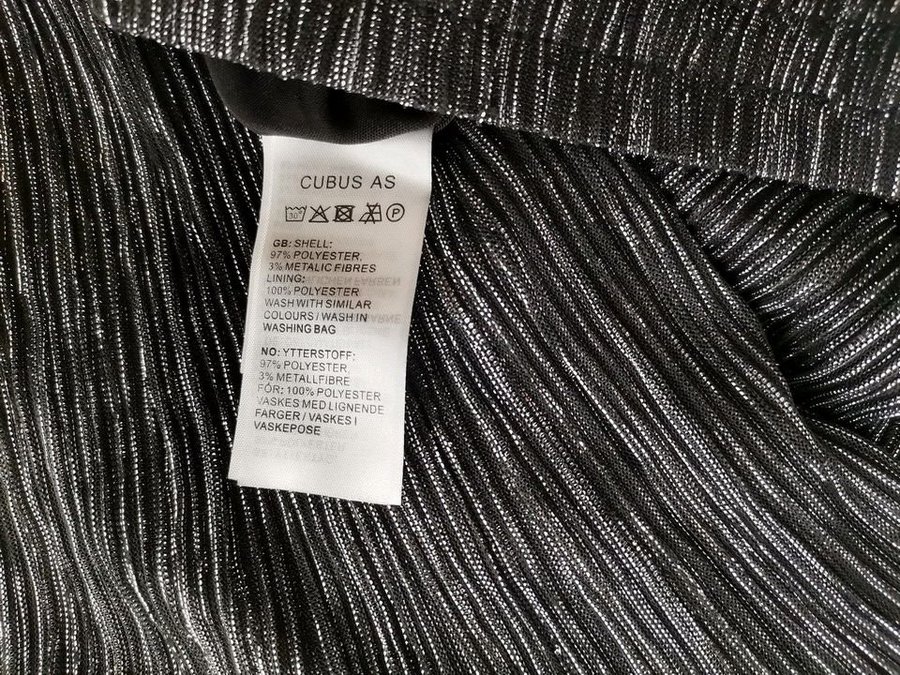 CUBUS AS
30° P
GB: SHELL:
97% POLYESTER,
3% METALIC FIBRES
LINING:
100% POLYESTER
WASH WITH SIMILAR
COLOURS / WASH IN
WASHING BAG
NO: YTTERSTOFF:
97% POLYESTER,
3% METALLFIBRE
FÔR: 100% POLYESTER
VASKES MED LIGNENDE
FARGER / VASKES I
VASKEPOSE